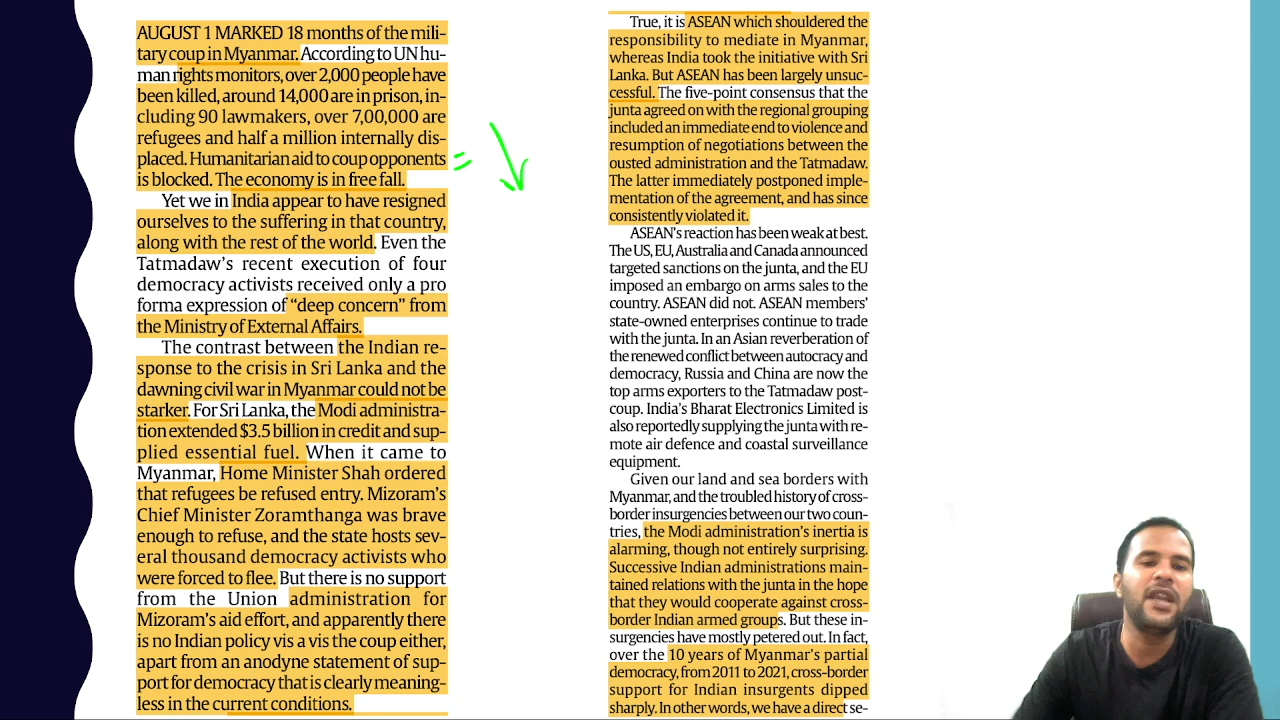 AUGUST 1 MARKED 18 months of the mili-
tary coup in Myanmar. According to UN hu-
man rights monitors, over 2,000 people have
been killed, around 14,000 are in prison, in-
cluding 90 lawmakers, over 7,00,000 are
refugees and half a million internally dis-
placed. Humanitarian aid to coup opponents
is blocked. The economy is in free fall.
Yet we in India appear to have resigned
ourselves to the suffering in that country,
along with the rest of the world. Even the
Tatmadaw's recent execution of four
democracy activists received only a pro
forma expression of “deep concern” from
the Ministry of External Affairs.
The contrast between the Indian re-
sponse to the crisis in Sri Lanka and the
dawning civil war in Myanmar could not be
starker. For Sri Lanka, the Modi administra-
tion extended $3.5 billion in credit and sup-
plied essential fuel. When it came to
Myanmar, Home Minister Shah ordered
that refugees be refused entry. Mizoram's
Chief Minister Zoramthanga was brave
enough to refuse, and the state hosts sev-
eral thousand democracy activists who
were forced to flee. But there is no support
from the Union administration for
Mizoram's aid effort, and apparently there
is no Indian policy vis a vis the coup either,
apart from an anodyne statement of sup-
port for democracy that is clearly meaning-
less in the current conditions.
True, it is ASEAN which shouldered the
responsibility to mediate in Myanmar,
whereas India took the initiative with Sri
Lanka. But ASEAN has been largely unsuc-
cessful. The five-point consensus that the
junta agreed on with the regional grouping
included an immediate end to violence and
resumption of negotiations between the
ousted administration and the Tatmadaw.
The latter immediately postponed imple-
mentation of the agreement, and has since
consistently violated it.
ASEAN's reaction has been weak at best.
The US, EU, Australia and Canada announced
targeted sanctions on the junta, and the EU
imposed an embargo on arms sales to the
country. ASEAN did not. ASEAN members'
state-owned enterprises continue to trade
with the junta. In an Asian reverberation of
the renewed conflict between autocracy and
democracy, Russia and China are now the
top arms exporters to the Tatmadaw post-
coup. India's Bharat Electronics Limited is
also reportedly supplying the junta with re-
mote air defence and coastal surveillance
equipment.
Given our land and sea borders with
Myanmar, and the troubled history of cross-
border insurgencies between our two coun-
tries, the Modi administration's inertia is
alarming, though not entirely surprising.
Successive Indian administrations main-
tained relations with the junta in the hope
that they would cooperate against cross-
border Indian armed groups. But these in-
surgencies have mostly petered out. In fact,
over the 10 years of Myanmar's partial
democracy, from 2011 to 2021, cross-border
support for Indian insurgents dipped
sharply. In other words, we have a direct se-